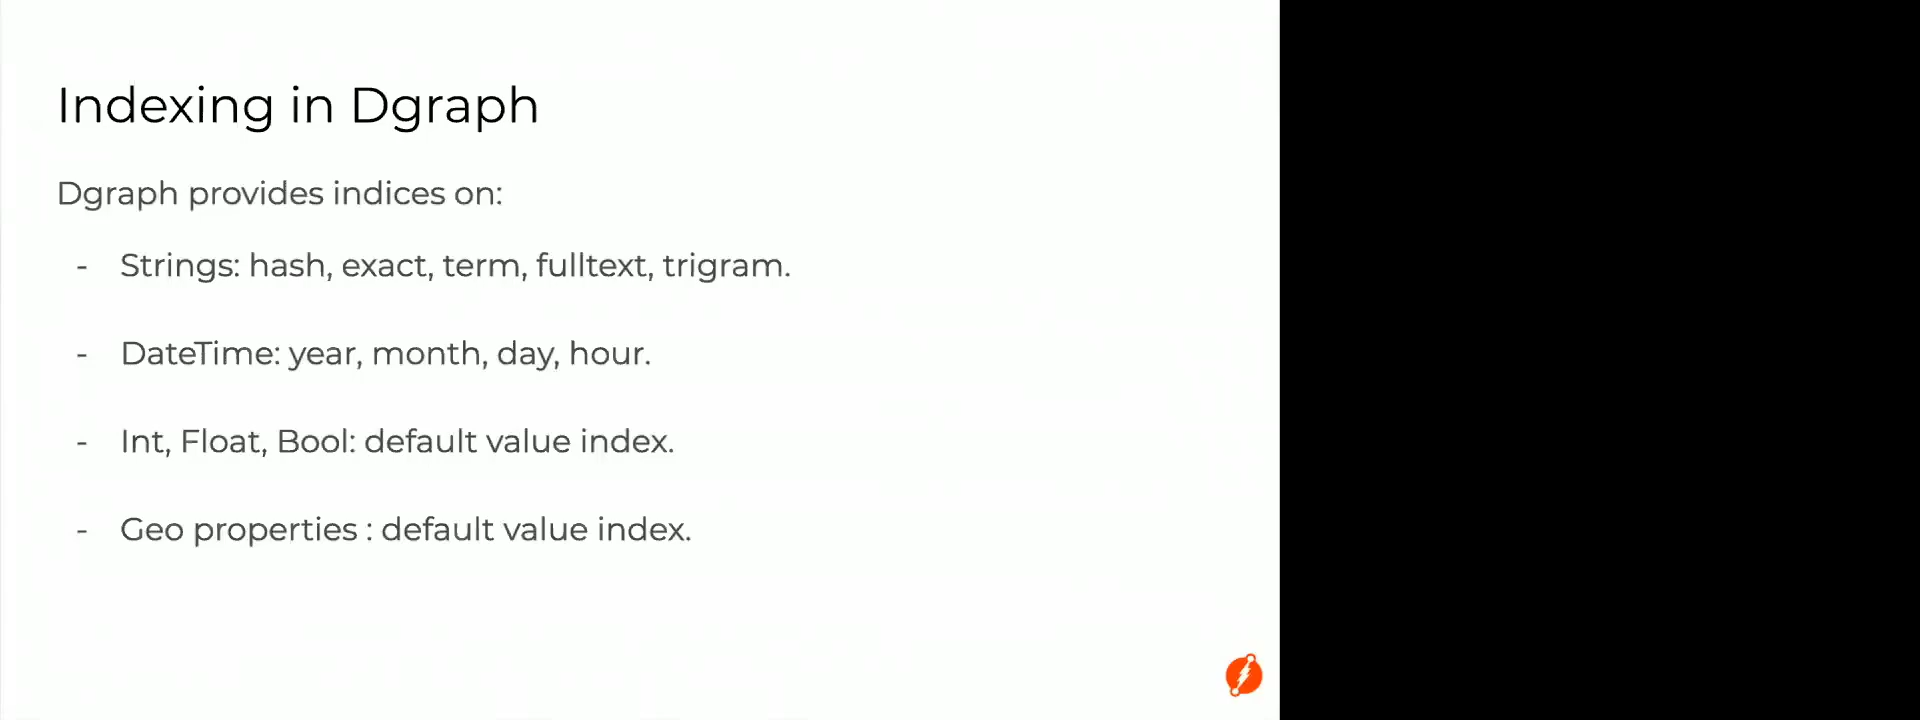 Indexing in Dgraph
Dgraph provides indices on:
- Strings: hash, exact, term, fulltext, trigram.
- DateTime: year, month, day, hour.
- Int, Float, Bool: default value index.
- Geo properties : default value index.